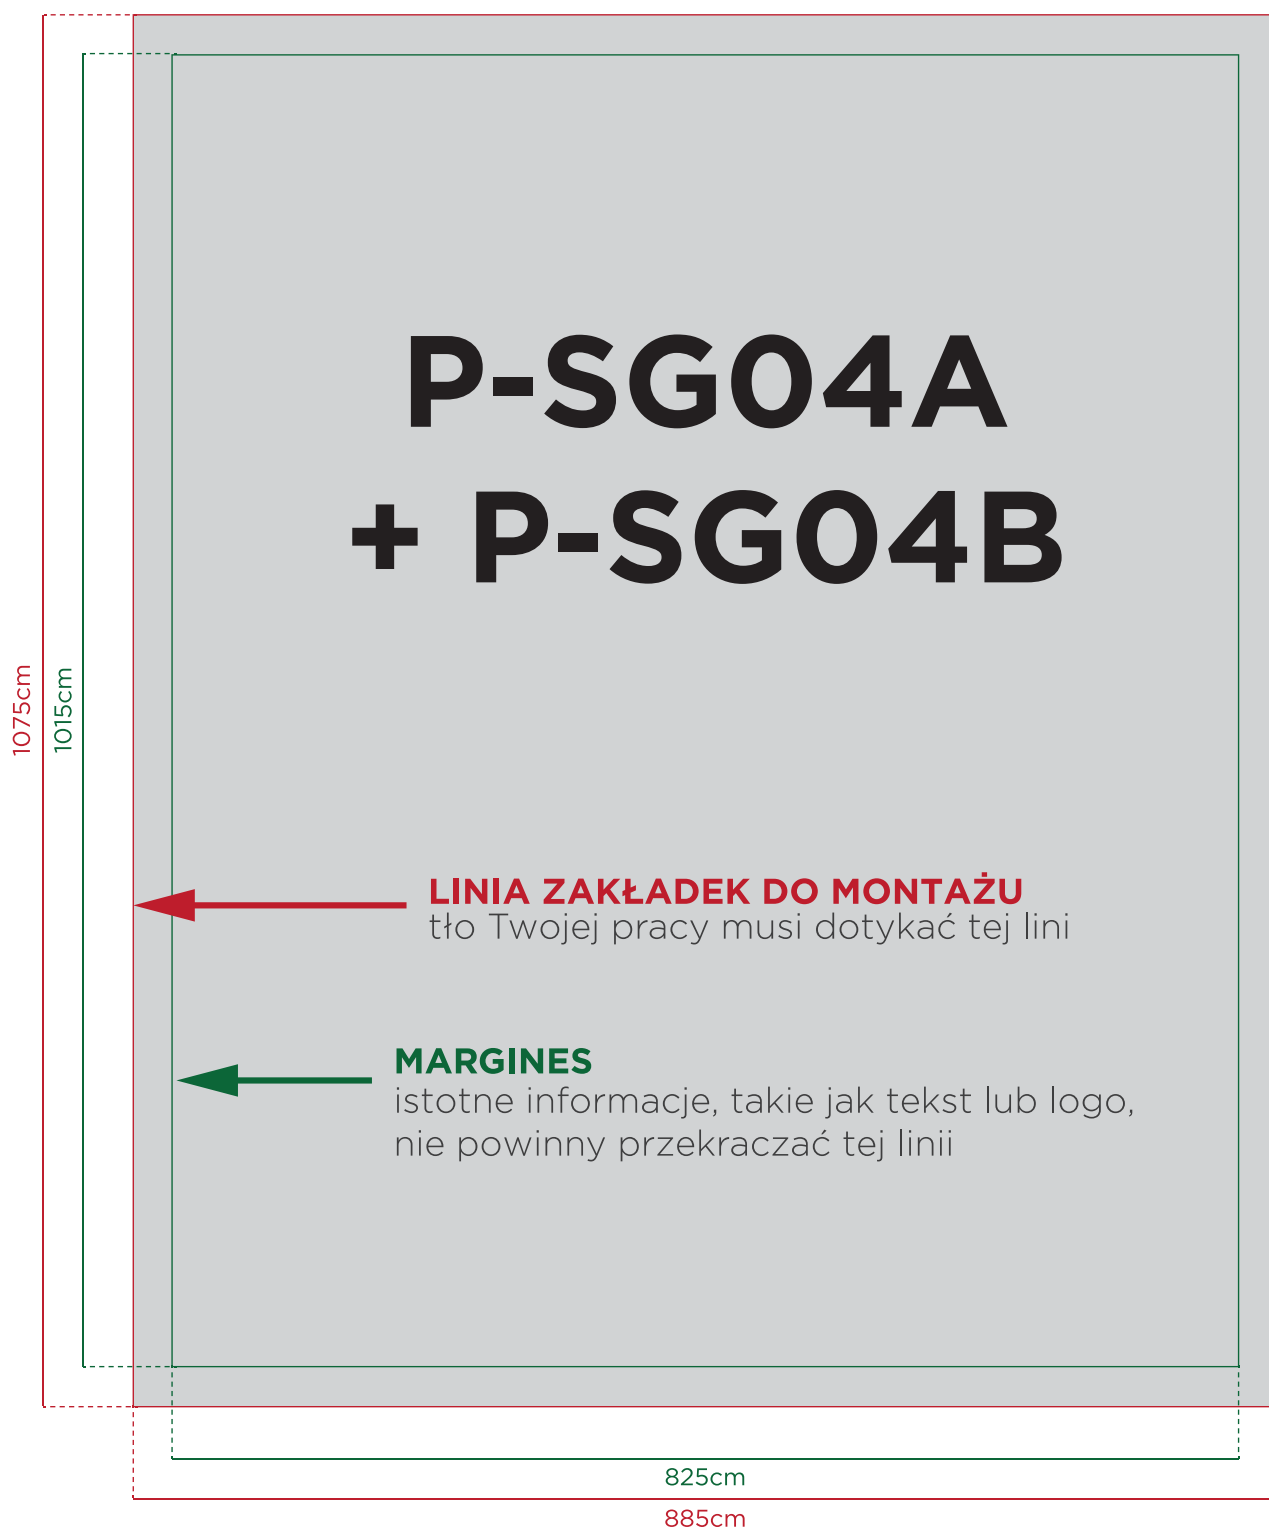 P-SG04A
+ P-SG04B
1075cm
1015cm
LINIA ZAKŁADEK DO MONTAŻU
tło Twojej pracy musi dotykać tej lini
MARGINES
istotne informacje, takie jak tekst lub logo,
nie powinny przekraczać tej linii
825cm
885cm